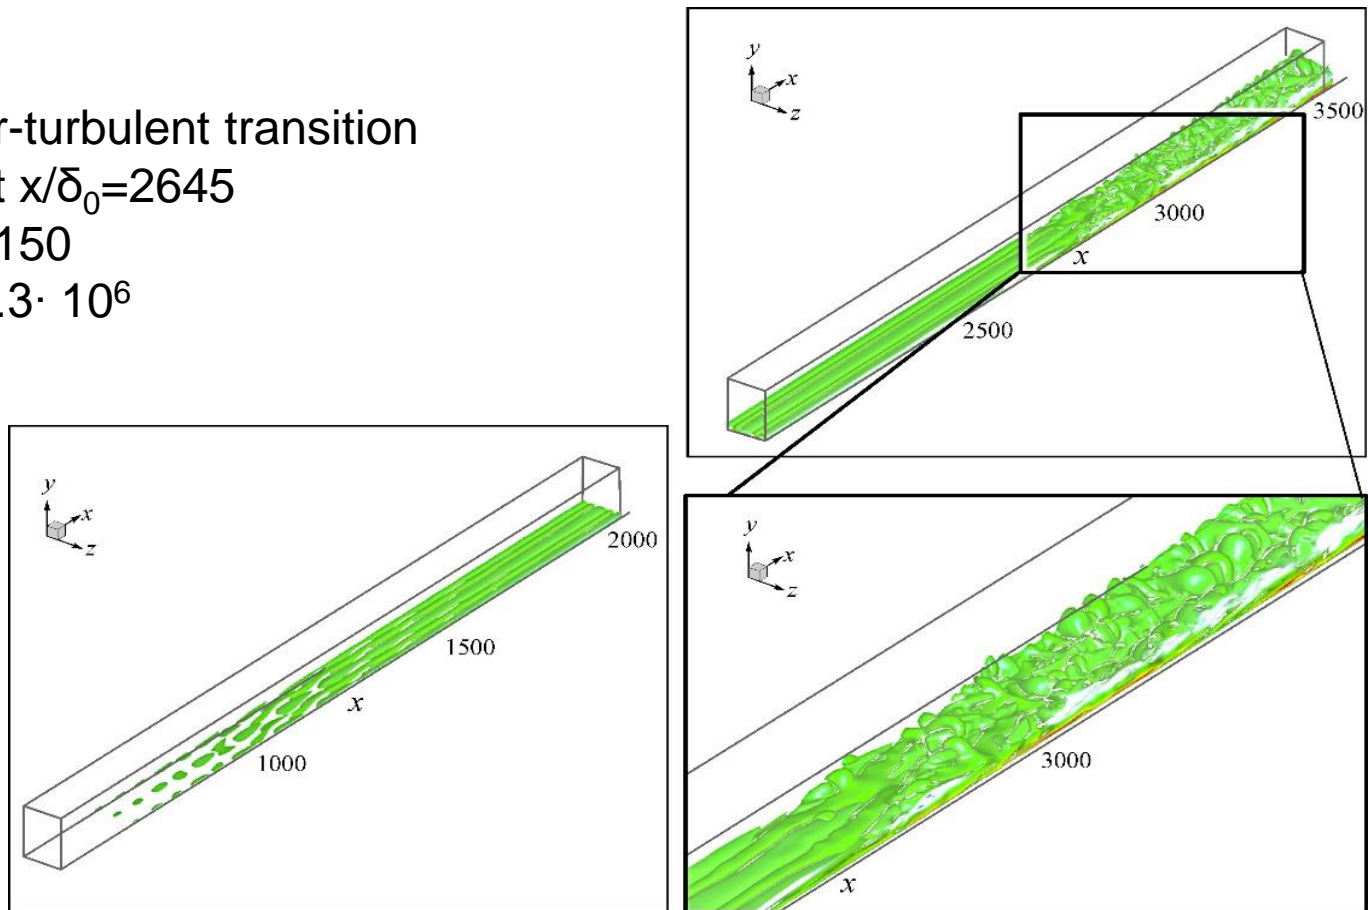 r-turbulent transition
t x/δ₀=2645
150
.3· 10⁶
y
x
z
3500
3000
x
2500
y
x
z
2000
1500
x
1000
y
x
z
3000
x